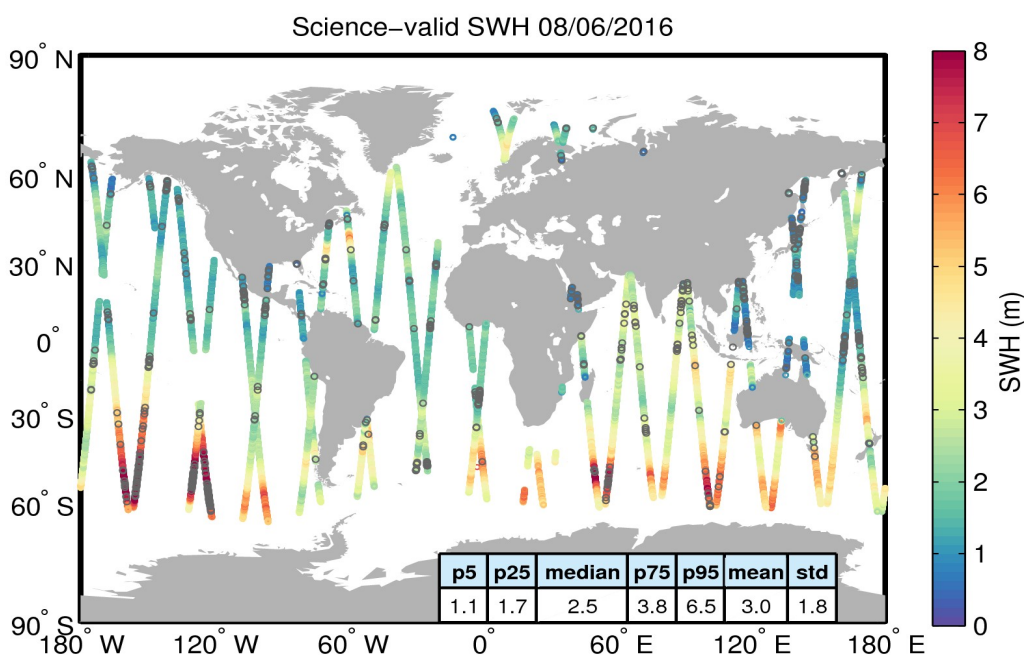 Science−valid SWH 08/06/2016
90° N
60° N
30° N
0°
30° S
60° S
90° S
180° W
120° W
60° W
0°
60° E
120° E
180° E
p5 p25 median p75 p95 mean std
1.1 1.7 2.5 3.8 6.5 3.0 1.8
8
7
6
5
4
3
2
1
0
SWH (m)